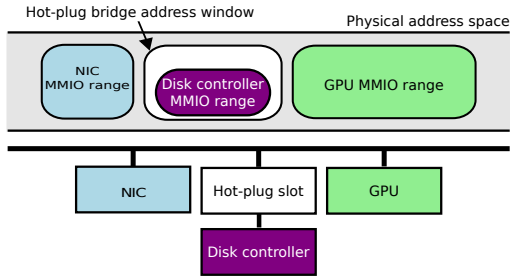 Hot-plug bridge address window
Physical address space
NIC
MMIO range
Disk controller
MMIO range
GPU MMIO range
NIC
Hot-plug slot
GPU
Disk controller